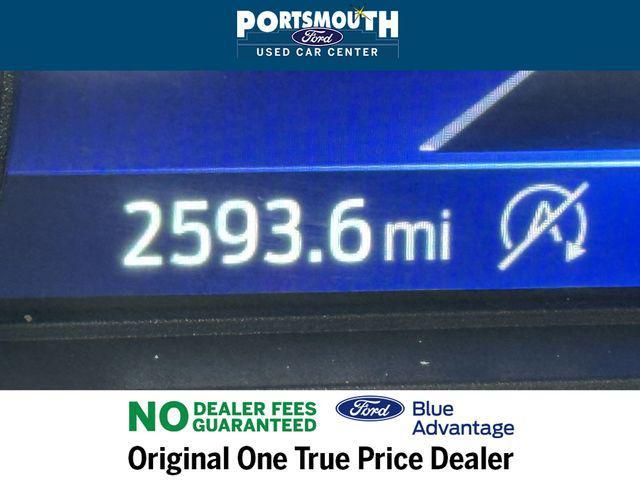 PORTSMOUTH
Ford
USED CAR CENTER
2593.6 mi
A
NO DEALER FEES
GUARANTEED
Ford
Blue
Advantage
Original One True Price Dealer